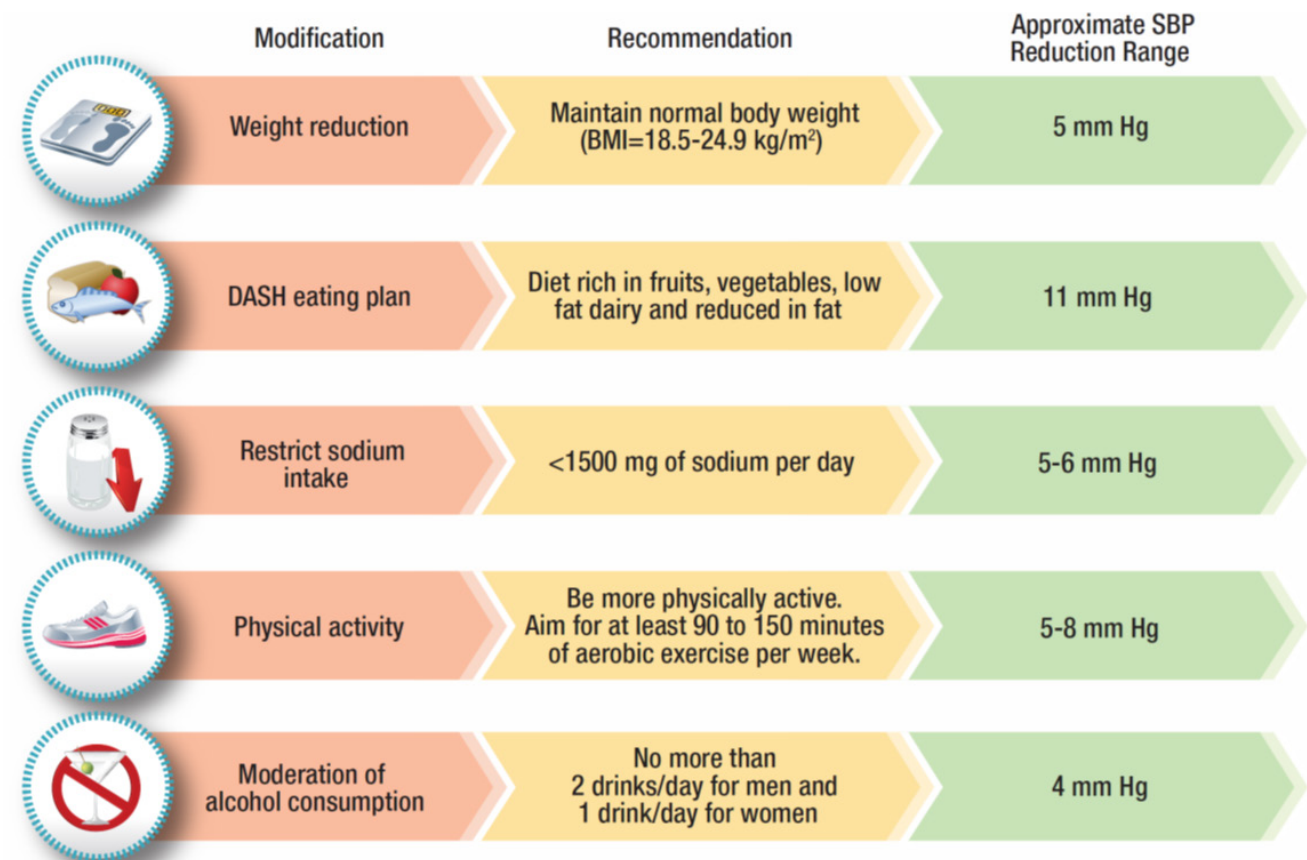 Modification
Recommendation
Approximate SBP
Reduction Range
Weight reduction
Maintain normal body weight
(BMI=18.5-24.9 kg/m²)
5 mm Hg
DASH eating plan
Diet rich in fruits, vegetables, low
fat dairy and reduced in fat
11 mm Hg
Restrict sodium
intake
<1500 mg of sodium per day
5-6 mm Hg
Physical activity
Be more physically active.
Aim for at least 90 to 150 minutes
of aerobic exercise per week.
5-8 mm Hg
Moderation of
alcohol consumption
No more than
2 drinks/day for men and
1 drink/day for women
4 mm Hg